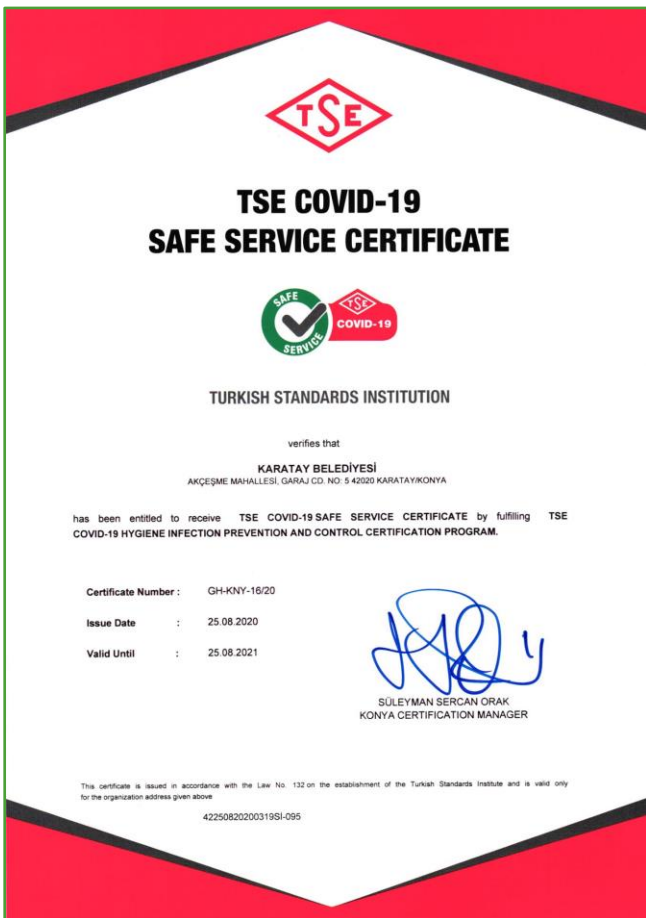 TSE
TSE COVID-19
SAFE SERVICE CERTIFICATE
SAFE
SERVICE
TSE
COVID-19
TURKISH STANDARDS INSTITUTION
verifies that
KARATAY BELEDİYESİ
AKÇEŞME MAHALLESİ, GARAJ CD. NO: 5 42020 KARATAY/KONYA
has been entitled to receive TSE COVID-19 SAFE SERVICE CERTIFICATE by fulfilling TSE
COVID-19 HYGIENE INFECTION PREVENTION AND CONTROL CERTIFICATION PROGRAM.
Certificate Number : GH-KNY-16/20
Issue Date : 25.08.2020
Valid Until : 25.08.2021
SÜLEYMAN SERCAN ORAK
KONYA CERTIFICATION MANAGER
This certificate is issued in accordance with the Law No. 132 on the establishment of the Turkish Standards Institute and is valid only
for the organization address given above
42250820200319SI-095